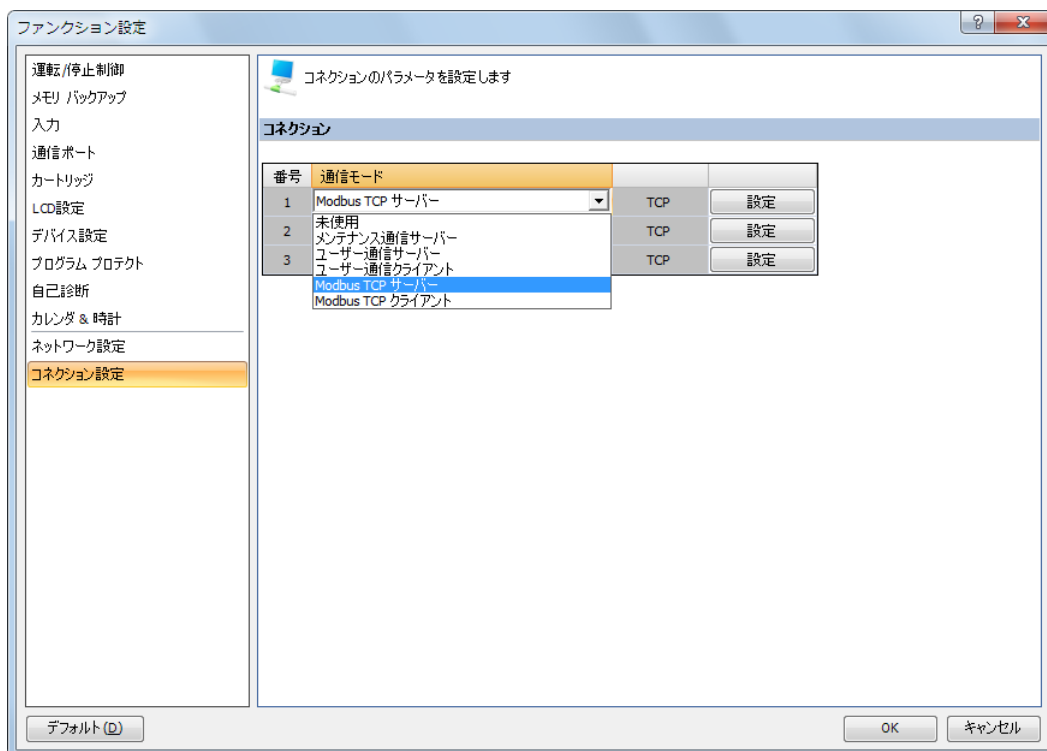 ファンクション設定
運転/停止制御
メモリ バックアップ
入力
通信ポート
カートリッジ
LCD設定
デバイス設定
プログラム プロテクト
自己診断
カレンダ & 時計
ネットワーク設定
コネクション設定
コネクションのパラメータを設定します
コネクション
番号 通信モード
1 Modbus TCP サーバー TCP 設定
2 TCP 設定
3 TCP 設定
未使用
メンテナンス通信サーバー
ユーザー通信サーバー
ユーザー通信クライアント
Modbus TCP サーバー
Modbus TCP クライアント
デフォルト(D) OK キャンセル